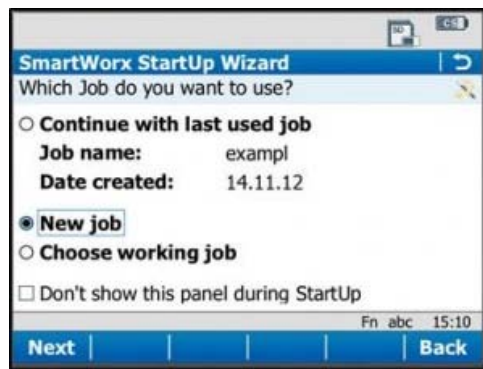 SD
CS
SmartWorx StartUp Wizard
Which Job do you want to use?
Continue with last used job
Job name: exampl
Date created: 14.11.12
New job
Choose working job
Don't show this panel during StartUp
Fn abc 15:10
Next Back